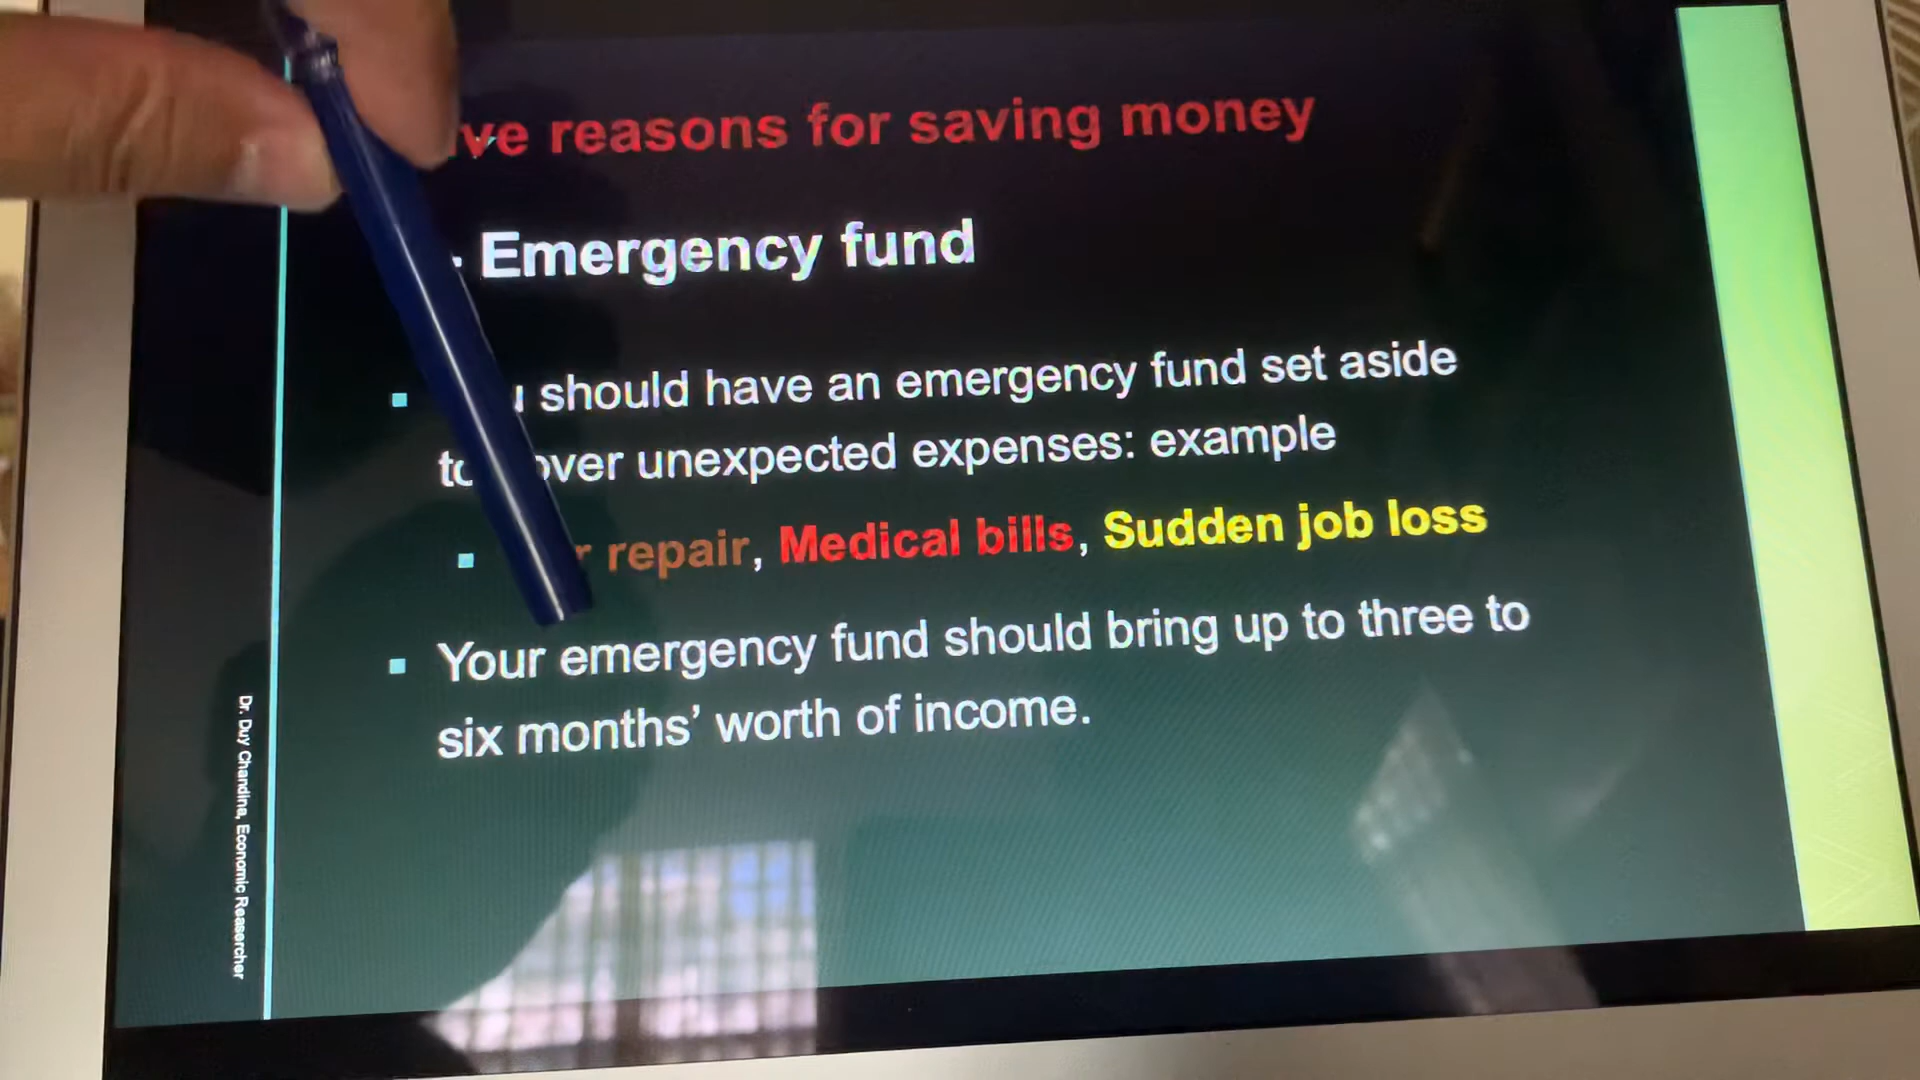 reasons for saving money
Emergency fund
should have an emergency fund set aside
unexpected expenses: example
repair, Medical bills, Sudden job loss
Your emergency fund should bring up to three to
six months’ worth of income.
Dr. Duy Chandina, Economic Reasercher